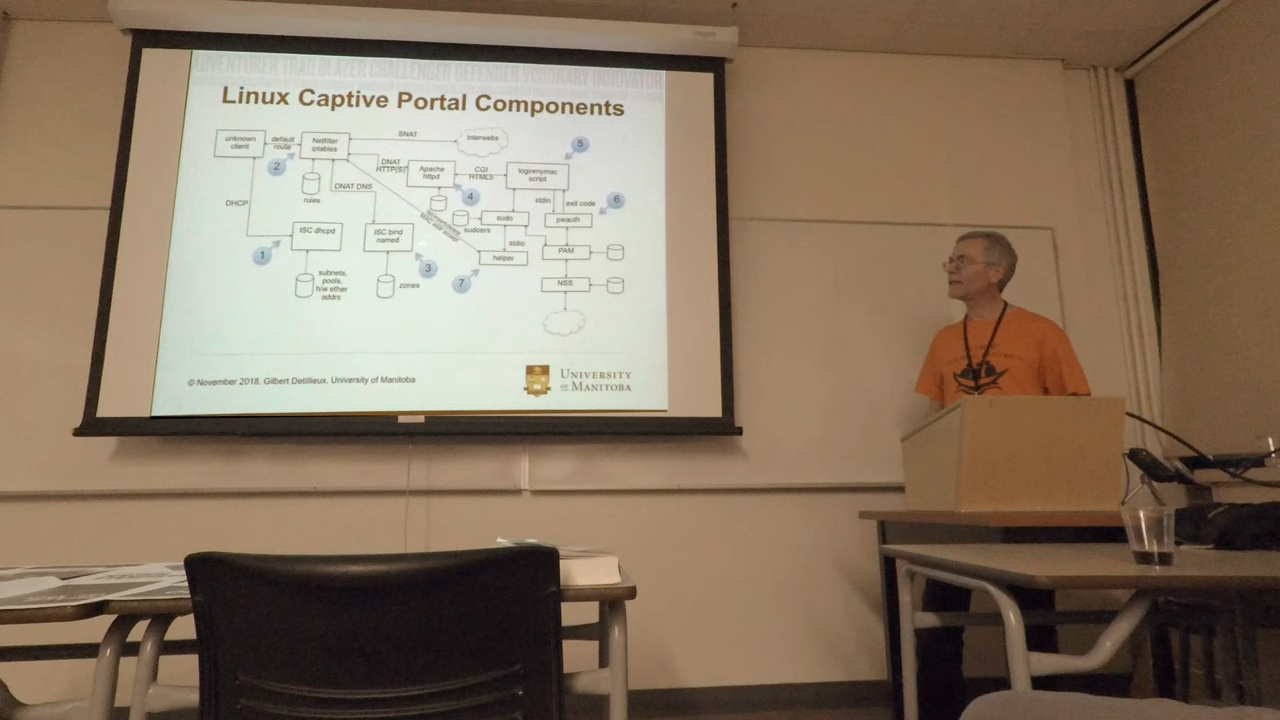 ADVENTURER TRAILBLAZER CHALLENGER DEFENDER VISIONARY INNOVATOR
Linux Captive Portal Components
unknown
client
default
route
2
Netfilter
iptables
SNAT
Interwebs
5
DNAT
HTTP(S)
Apache
httpd
CGI
HTML5
loginmymac
script
4
rules
DNAT DNS
DHCP
stdin
exit code
6
sudoers
sudo
pwauth
ISC dhcpd
1
ISC bind
named
3
stdio
helper
7
PAM
NSS
subnets,
pools,
h/w ether
addrs
zones
© November 2018, Gilbert Detillieux, University of Manitoba
UNIVERSITY
OF MANITOBA